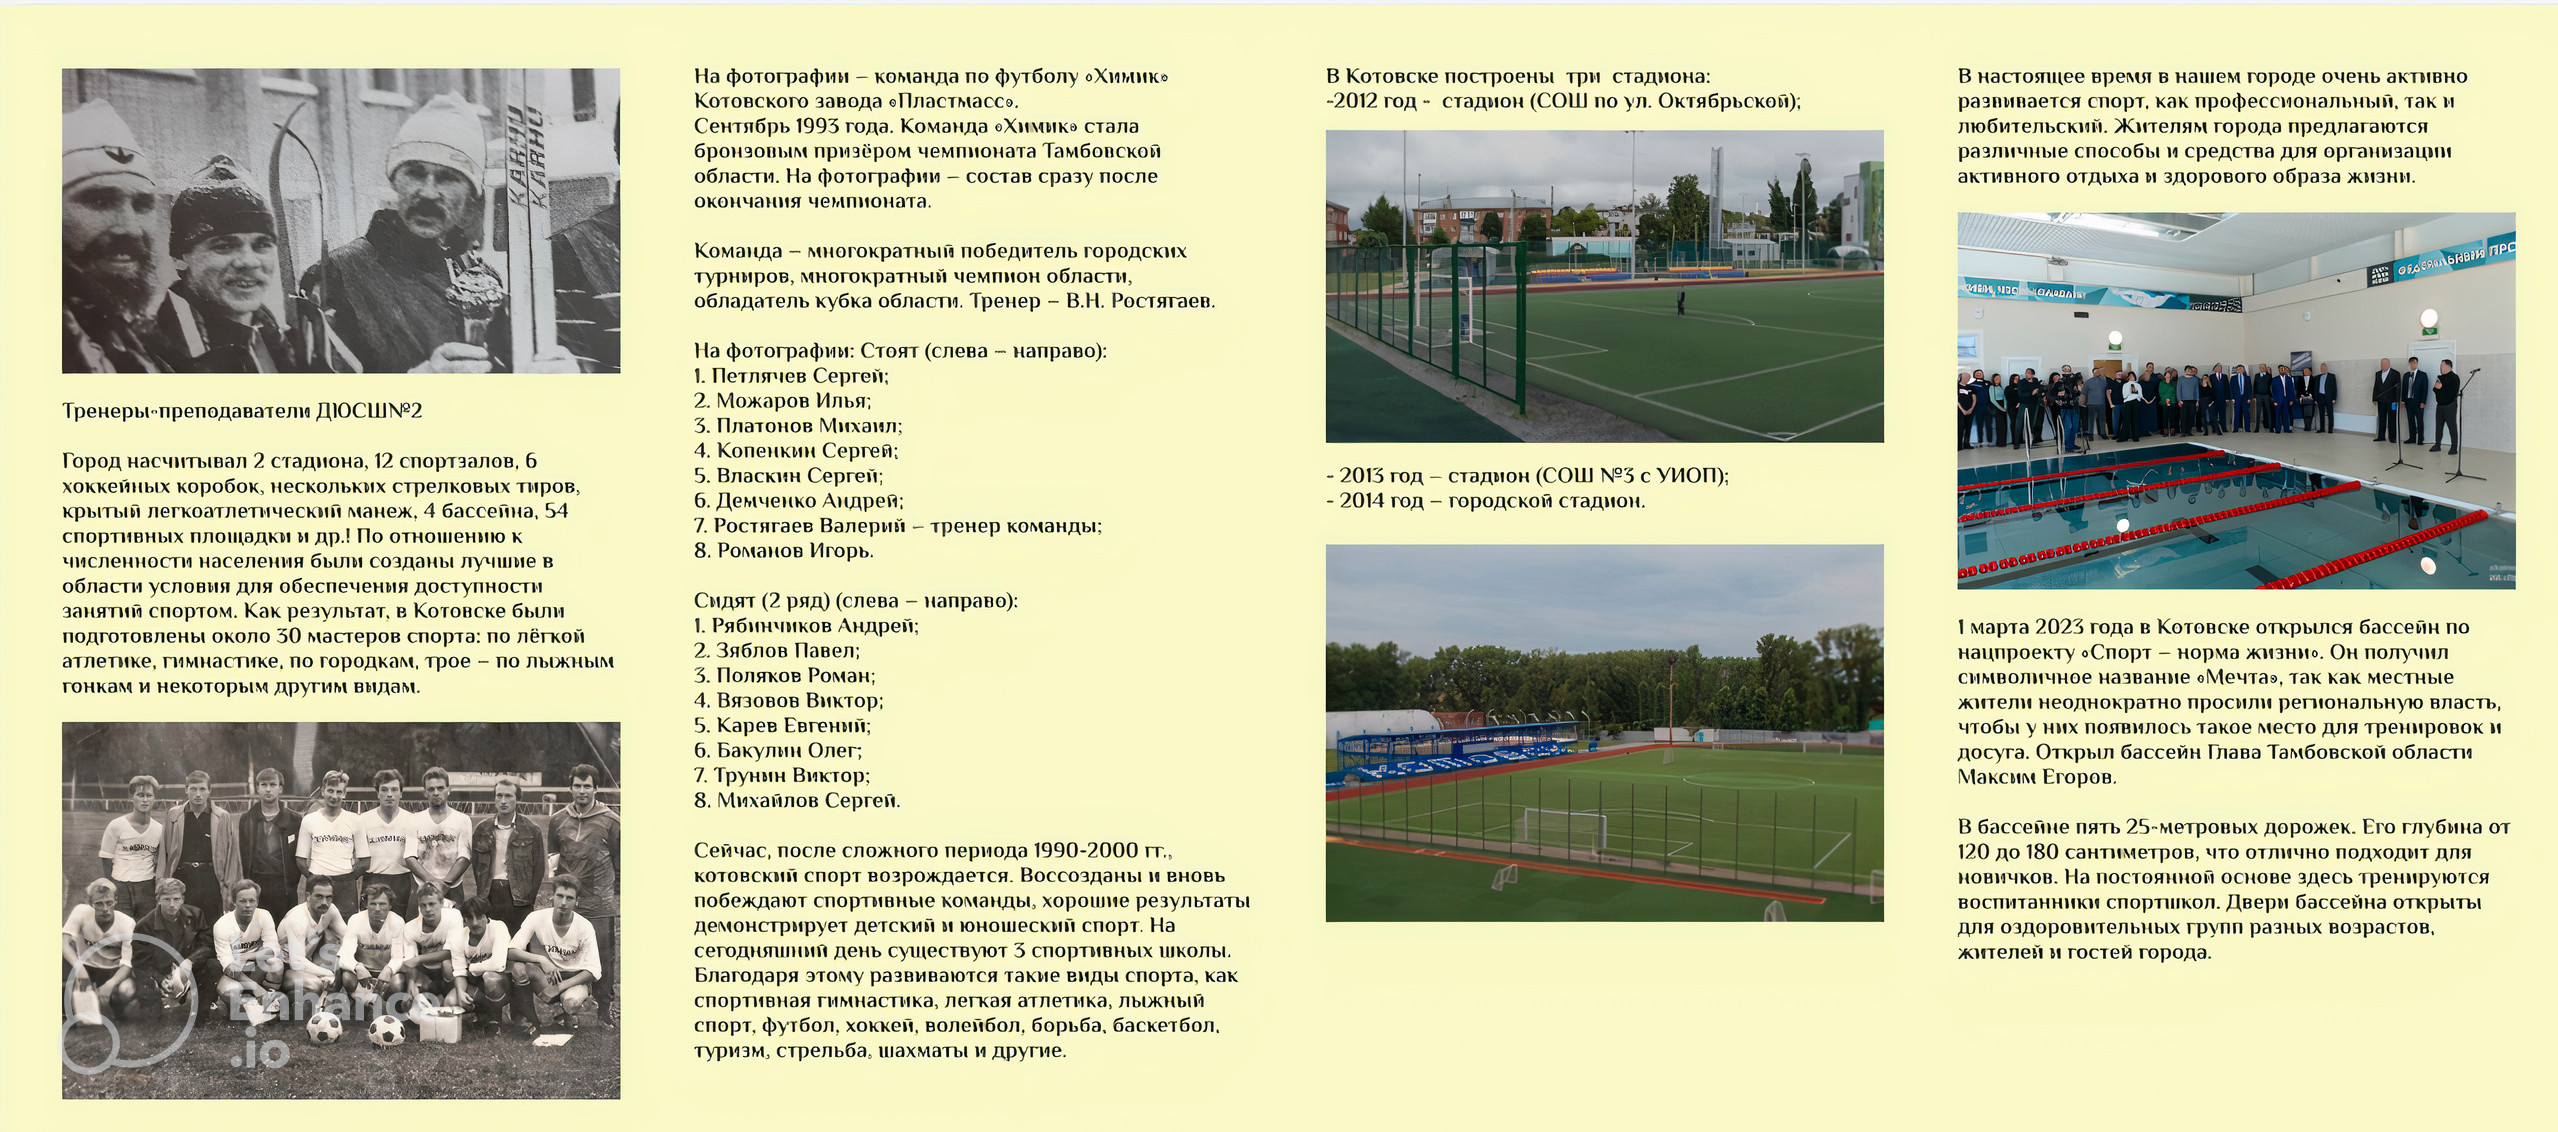 KARHU
KARHU
Тренеры-преподаватели ДЮСШ№2
Город насчитывал 2 стадиона, 12 спортзалов, 6
хоккейных коробок, нескольких стрелковых тиров,
крытый легкоатлетический манеж, 4 бассейна, 54
спортивных площадки и др.! По отношению к
численности населения были созданы лучшие в
области условия для обеспечения доступности
занятий спортом. Как результат, в Котовске были
подготовлены около 30 мастеров спорта: по лёгкой
атлетике, гимнастике, по городкам, трое – по лыжным
гонкам и некоторым другим видам.
Let's
Enhance
.io
На фотографии – команда по футболу «Химик»
Котовского завода «Пластмасс».
Сентябрь 1993 года. Команда «Химик» стала
бронзовым призёром чемпионата Тамбовской
области. На фотографии – состав сразу после
окончания чемпионата.
Команда – многократный победитель городских
турниров, многократный чемпион области,
обладатель кубка области. Тренер – В.Н. Ростягаев.
На фотографии: Стоят (слева – направо):
1. Петлячев Сергей;
2. Можаров Илья;
3. Платонов Михаил;
4. Копенкин Сергей;
5. Власкин Сергей;
6. Демченко Андрей;
7. Ростягаев Валерий – тренер команды;
8. Романов Игорь.
Сидят (2 ряд) (слева – направо):
1. Рябинчиков Андрей;
2. Зяблов Павел;
3. Поляков Роман;
4. Вязовов Виктор;
5. Карев Евгений;
6. Бакулин Олег;
7. Трунин Виктор;
8. Михайлов Сергей.
Сейчас, после сложного периода 1990-2000 гг.,
котовский спорт возрождается. Воссозданы и вновь
побеждают спортивные команды, хорошие результаты
демонстрирует детский и юношеский спорт. На
сегодняшний день существуют 3 спортивных школы.
Благодаря этому развиваются такие виды спорта, как
спортивная гимнастика, легкая атлетика, лыжный
спорт, футбол, хоккей, волейбол, борьба, баскетбол,
туризм, стрельба, шахматы и другие.
В Котовске построены три стадиона:
-2012 год - стадион (СОШ по ул. Октябрьской);
- 2013 год – стадион (СОШ №3 с УИОП);
- 2014 год – городской стадион.
В настоящее время в нашем городе очень активно
развивается спорт, как профессиональный, так и
любительский. Жителям города предлагаются
различные способы и средства для организации
активного отдыха и здорового образа жизни.
1 марта 2023 года в Котовске открылся бассейн по
нацпроекту «Спорт – норма жизни». Он получил
символичное название «Мечта», так как местные
жители неоднократно просили региональную власть,
чтобы у них появилось такое место для тренировок и
досуга. Открыл бассейн Глава Тамбовской области
Максим Егоров.
В бассейне пять 25-метровых дорожек. Его глубина от
120 до 180 сантиметров, что отлично подходит для
новичков. На постоянной основе здесь тренируются
воспитанники спортшкол. Двери бассейна открыты
для оздоровительных групп разных возрастов,
жителей и гостей города.